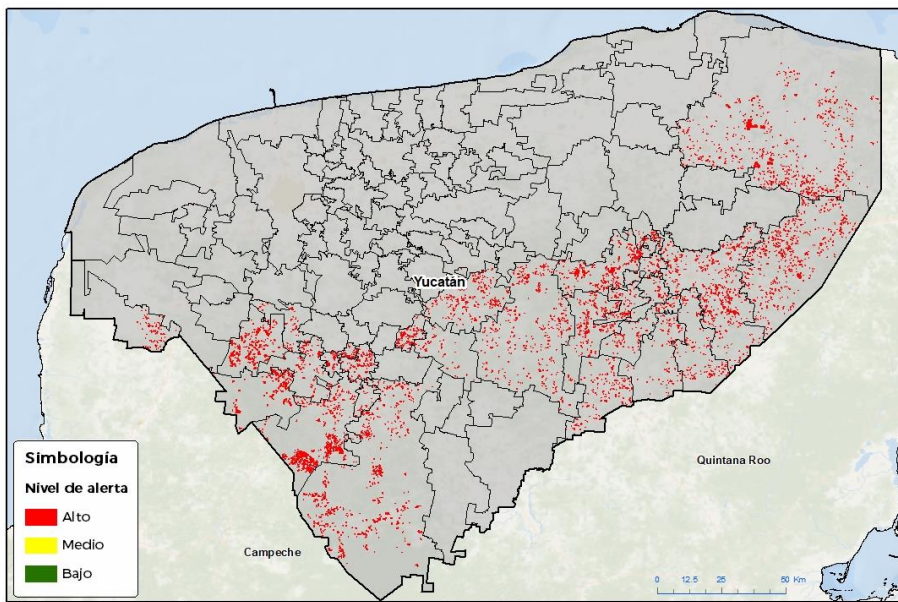 Yucatán
Quintana Roo
Campeche
Simbología
Nivel de alerta
Alto
Medio
Bajo
0 12.5 25 50 Km